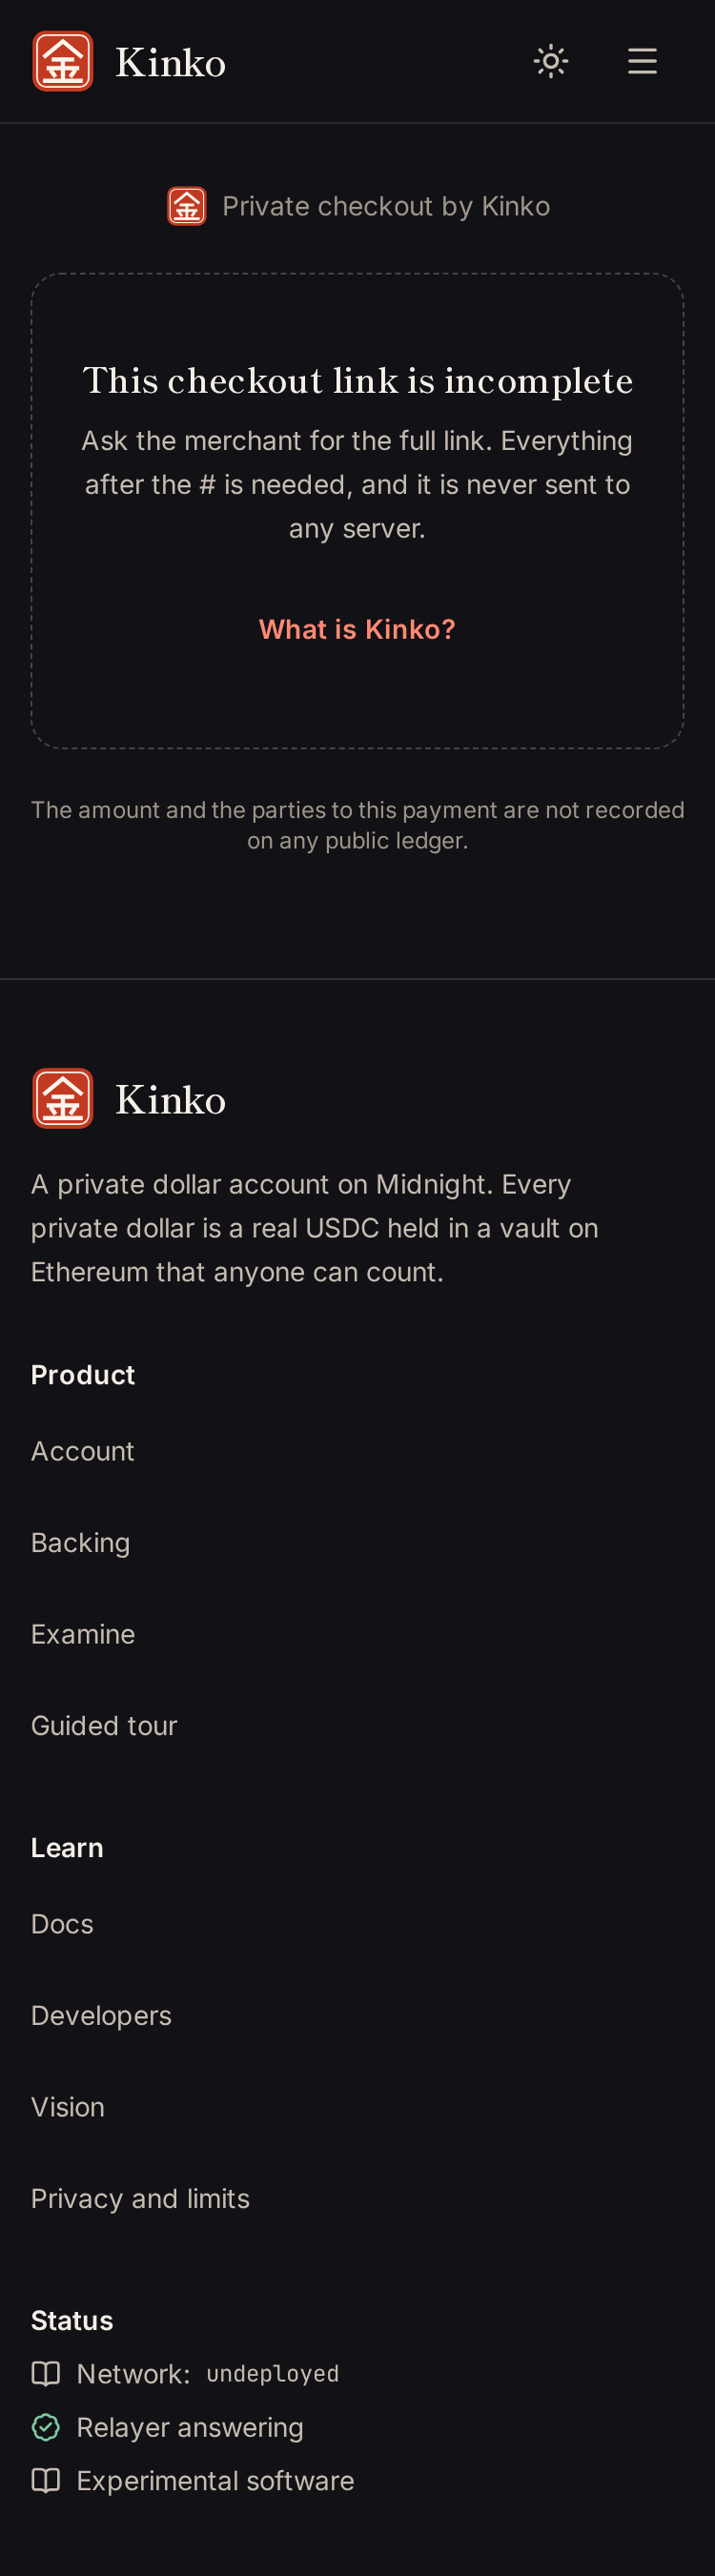 金 Kinko
金 Private checkout by Kinko
This checkout link is incomplete
Ask the merchant for the full link. Everything
after the # is needed, and it is never sent to
any server.
What is Kinko?
The amount and the parties to this payment are not recorded
on any public ledger.
金 Kinko
A private dollar account on Midnight. Every
private dollar is a real USDC held in a vault on
Ethereum that anyone can count.
Product
Account
Backing
Examine
Guided tour
Learn
Docs
Developers
Vision
Privacy and limits
Status
Network: undeployed
Relayer answering
Experimental software